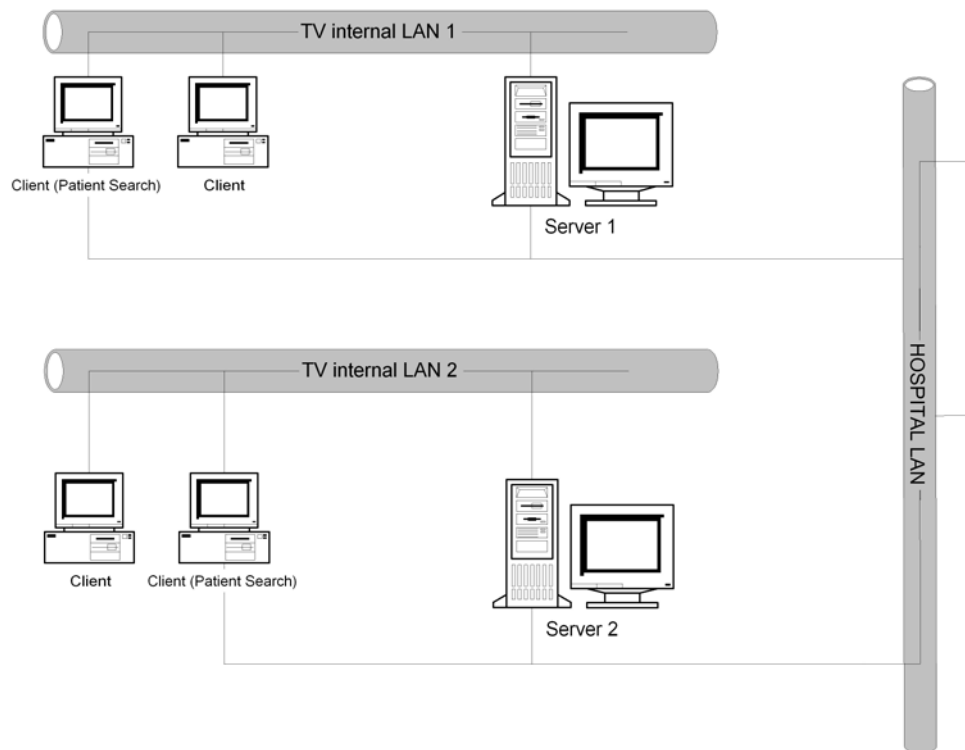 TV internal LAN 1
Client (Patient Search)
Client
Server 1
HOSPITAL LAN
TV internal LAN 2
Client
Client (Patient Search)
Server 2